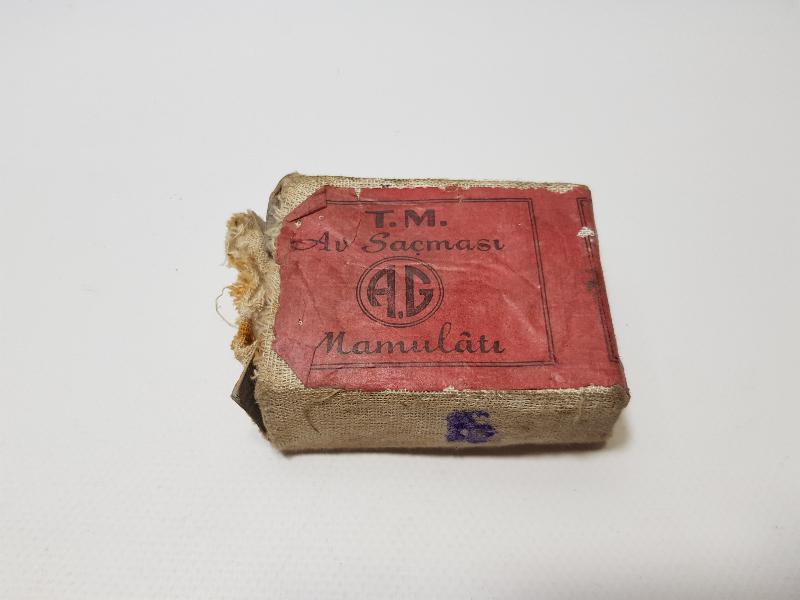 T.M.
Av Saçması
A.G
Mamulâtı